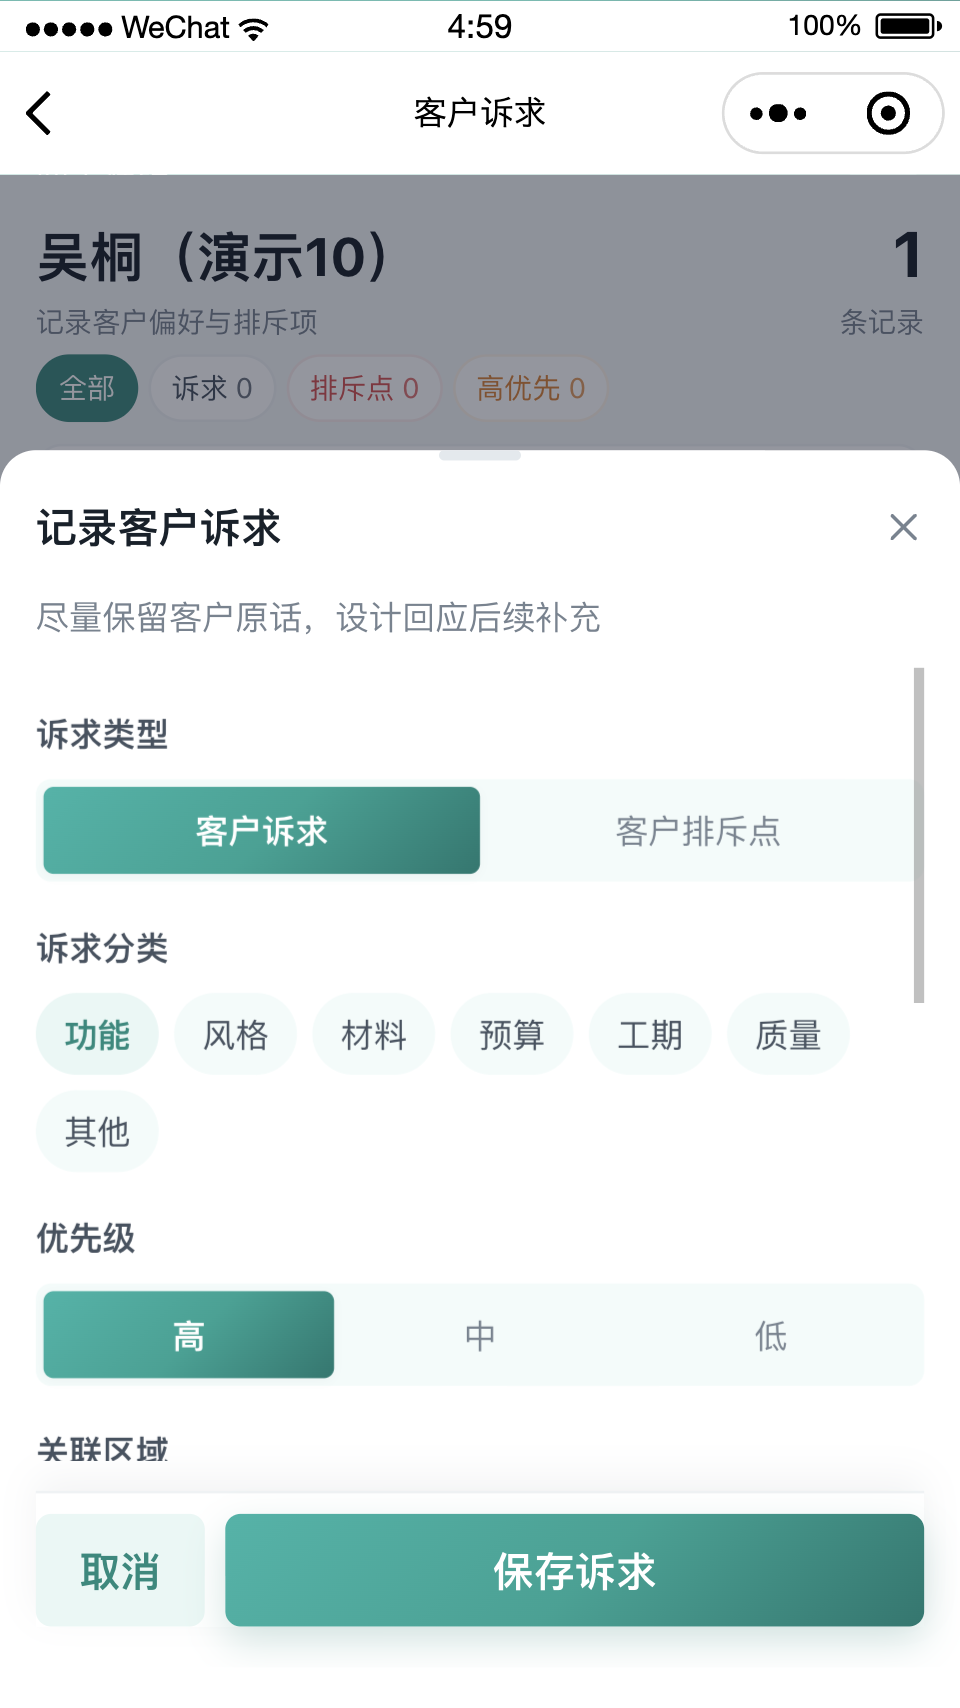 WeChat 4:59 100%
客户诉求
吴桐（演示10） 1
记录客户偏好与排斥项 条记录
全部 诉求 0 排斥点 0 高优先 0
记录客户诉求
尽量保留客户原话，设计回应后续补充
诉求类型
客户诉求 客户排斥点
诉求分类
功能 风格 材料 预算 工期 质量
其他
优先级
高 中 低
关联区域
取消 保存诉求